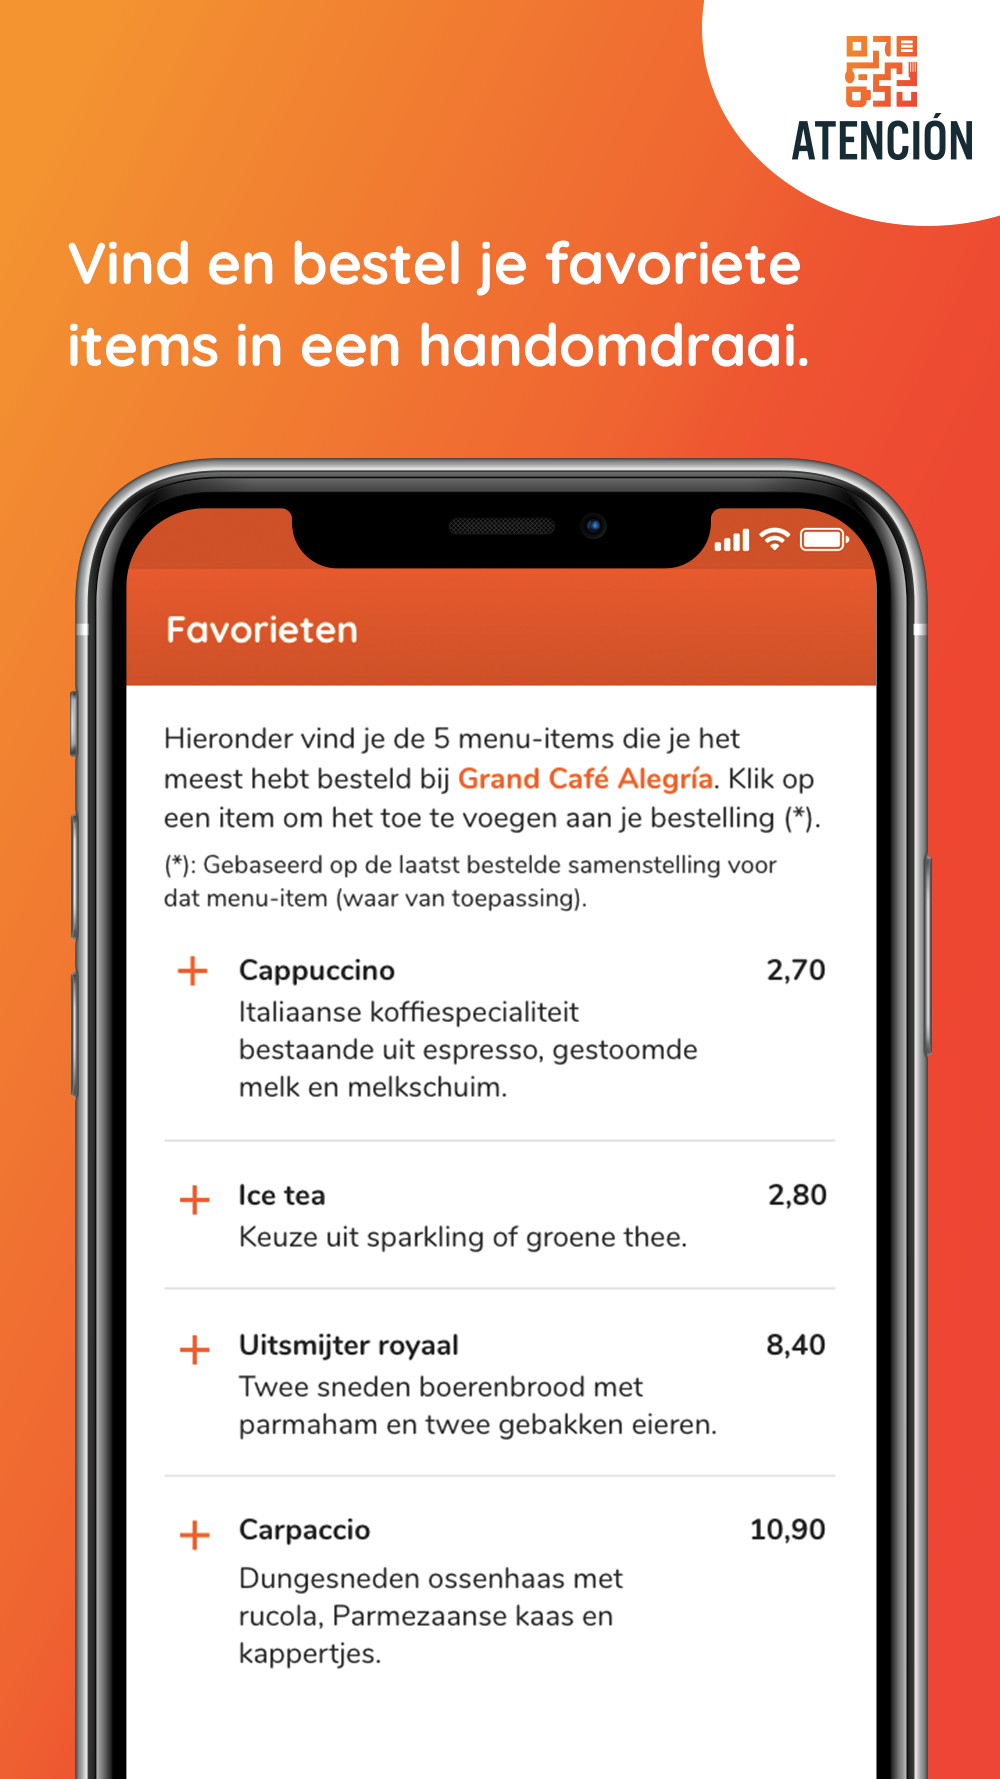 ATENCIÓN
Vind en bestel je favoriete
items in een handomdraai.
Favorieten
Hieronder vind je de 5 menu-items die je het
meest hebt besteld bij Grand Café Alegría. Klik op
een item om het toe te voegen aan je bestelling (*).
(*): Gebaseerd op de laatst bestelde samenstelling voor
dat menu-item (waar van toepassing).
+ Cappuccino 2,70
Italiaanse koffiespecialiteit
bestaande uit espresso, gestoomde
melk en melkschuim.
+ Ice tea 2,80
Keuze uit sparkling of groene thee.
+ Uitsmijter royaal 8,40
Twee sneden boerenbrood met
parmaham en twee gebakken eieren.
+ Carpaccio 10,90
Dungesneden ossenhaas met
rucola, Parmezaanse kaas en
kappertjes.